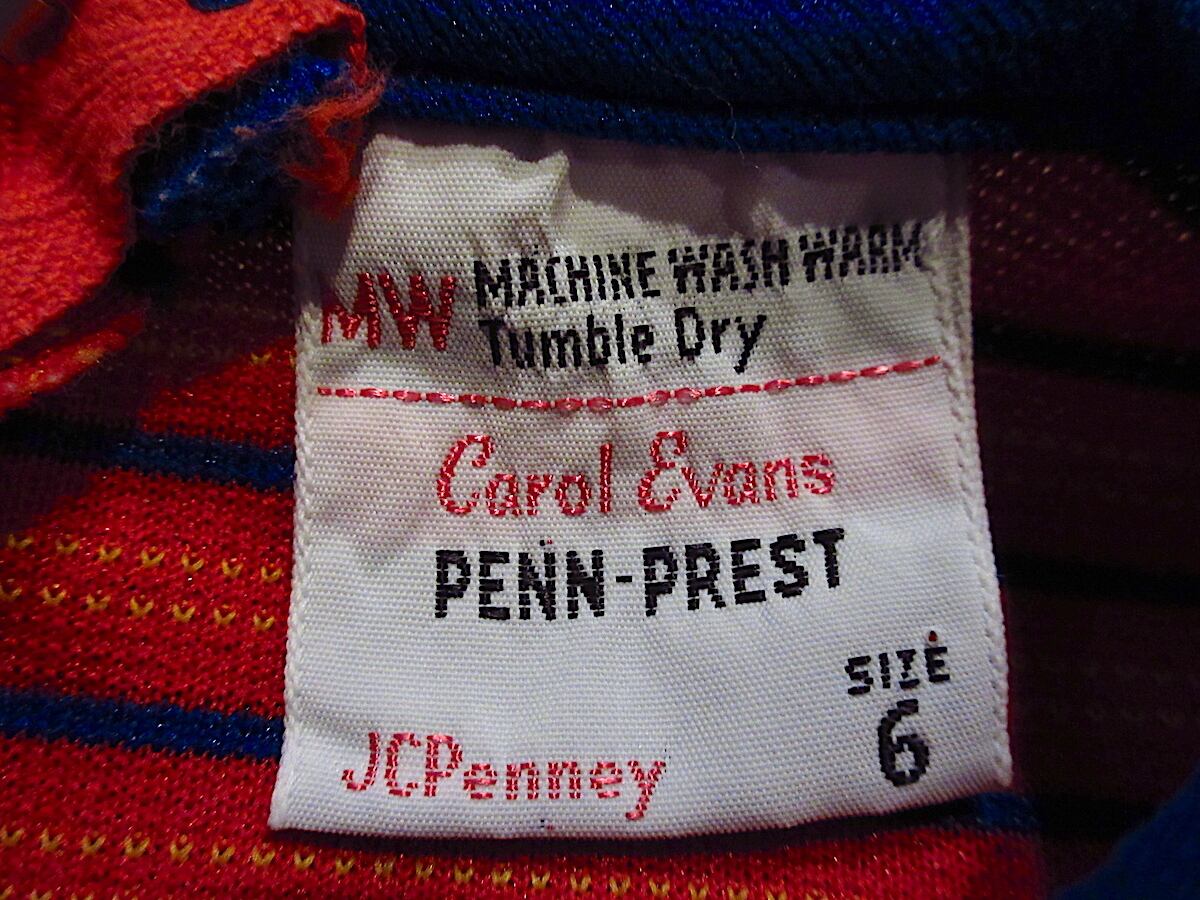 MW MACHINE WASH WARM
Tumble Dry
Carol Evans
PENN-PREST
SIZE
6
JCPenney